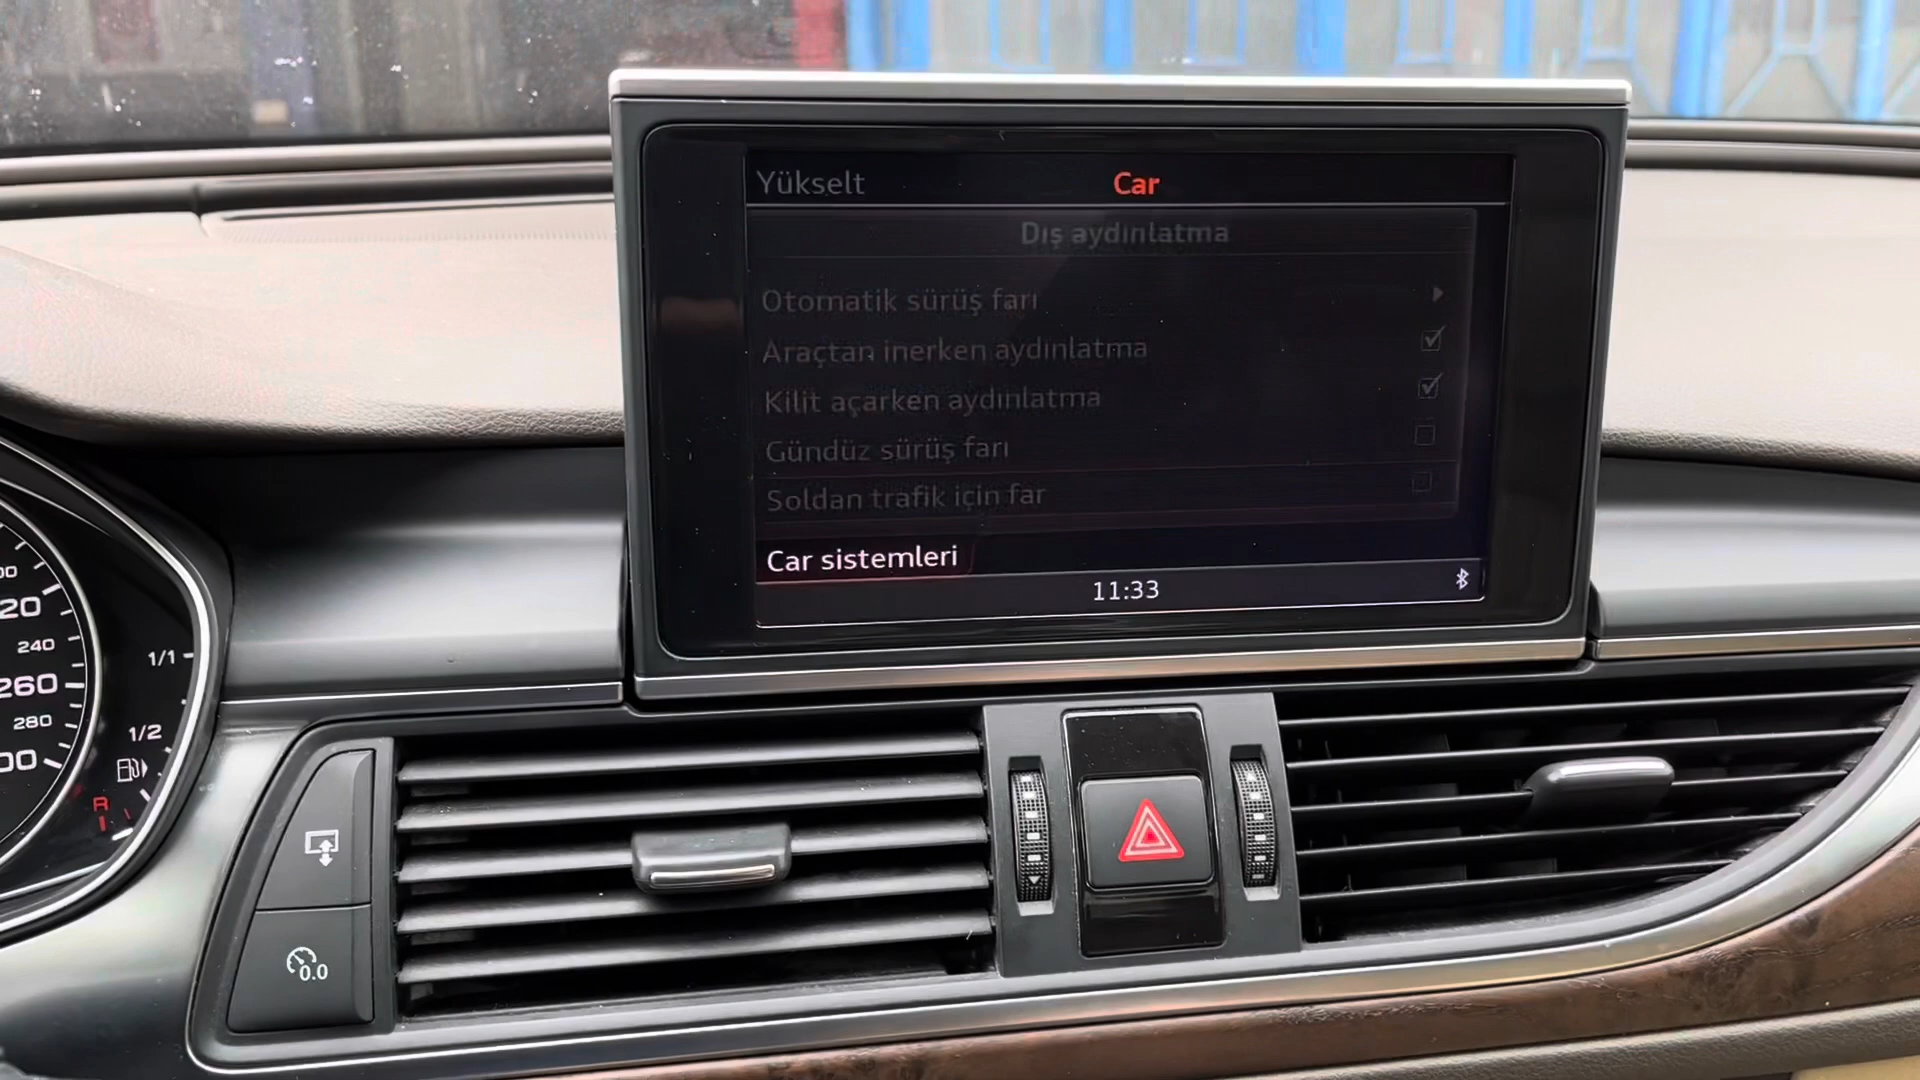 Yükselt
Car
Dış aydınlatma
Otomatik sürüş farı
Araçtan inerken aydınlatma
Kilit açarken aydınlatma
Gündüz sürüş farı
Soldan trafik için far
Car sistemleri
11:33
240
260
280
1/1
1/2
R
0.0